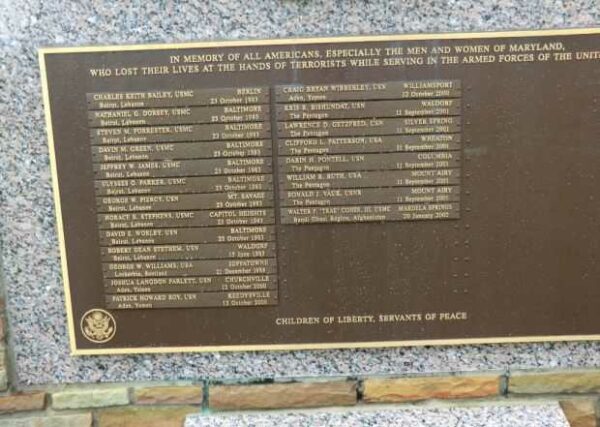 IN MEMORY OF ALL AMERICANS, ESPECIALLY THE MEN AND WOMEN OF MARYLAND,
WHO LOST THEIR LIVES AT THE HANDS OF TERRORISTS WHILE SERVING IN THE ARMED FORCES OF THE UNITE
CHARLES KEITH BAILEY, USMC BERLIN
Beirut, Lebanon 23 October 1983
NATHANIEL G. DORSEY, USMC BALTIMORE
Beirut, Lebanon 23 October 1983
STEVEN M. FORRESTER, USMC BALTIMORE
Beirut, Lebanon 23 October 1983
DAVIN M. GREEN, USMC BALTIMORE
Beirut, Lebanon 23 October 1983
JEFFREY W. JAMES, USMC BALTIMORE
Beirut, Lebanon 23 October 1983
ULYSSES G. PARKER, USMC BALTIMORE
Beirut, Lebanon 23 October 1983
GEORGE W. PIERCY, USN MT. SAVAGE
Beirut, Lebanon 23 October 1983
HORACE R. STEPHENS, USMC CAPITOL HEIGHTS
Beirut, Lebanon 23 October 1983
DAVID E. WORLEY, USN BALTIMORE
Beirut, Lebanon 23 October 1983
ROBERT DEAN STETHEM, USN WALDORF
Beirut, Lebanon 15 June 1985
GEORGE W. WILLIAMS, USA JOPPATOWNE
Lockerbie, Scotland 21 December 1988
JOSHUA LANGDON PARLETT, USN CHURCHVILLE
Aden, Yemen 12 October 2000
PATRICK HOWARD ROY, USN KEEDYSVILLE
Aden, Yemen 12 October 2000
CRAIG BRYAN WIBBERLEY, USN WILLIAMSPORT
Aden, Yemen 12 October 2000
WALDORF
The Pentagon 11 September 2001
LAWRENCE D. GETZFRED, USN SILVER SPRING
The Pentagon 11 September 2001
CLIFFORD L. PATTERSON, USA WHEATON
The Pentagon 11 September 2001
DARIN H. PONTELL, USN COLUMBIA
The Pentagon 11 September 2001
WILLIAM R. RUTH, USA MOUNT AIRY
The Pentagon 11 September 2001
RONALD J. VAUK, USNR MOUNT AIRY
The Pentagon 11 September 2001
WALTER F. "TRAE" COHEE, III, USMC MARDELA SPRINGS
Region, Afghanistan 20 January 2002
CHILDREN OF LIBERTY, SERVANTS OF PEACE